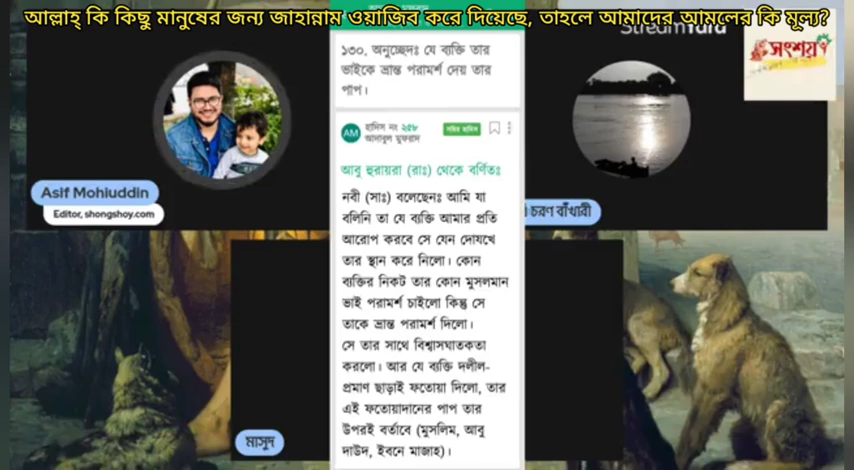 আল্লাহ্ কি কিছু মানুষের জন্য জাহান্নাম ওয়াজিব করে দিয়েছে, তাহলে আমাদের আমলের কি মূল্য?
StreamYard
সংশয়
১৩০. অনুচ্ছেদঃ যে ব্যক্তি তার
ভাইকে ভ্রান্ত পরামর্শ দেয় তার
পাপ।
AM
হাদিস নং ২৫৮
আদাবুল মুফরাদ
সহিহ হাদিস
আবু হুরায়রা (রাঃ) থেকে বর্ণিতঃ
নবী (সাঃ) বলেছেনঃ আমি যা
বলিনি তা যে ব্যক্তি আমার প্রতি
আরোপ করবে সে যেন দোযখে
তার স্থান করে নিলো। কোন
ব্যক্তির নিকট তার কোন মুসলমান
ভাই পরামর্শ চাইলো কিন্তু সে
তাকে ভ্রান্ত পরামর্শ দিলো।
সে তার সাথে বিশ্বাসঘাতকতা
করলো। আর যে ব্যক্তি দলীল-
প্রমাণ ছাড়াই ফতোয়া দিলো, তার
এই ফতোয়াদানের পাপ তার
উপরই বর্তাবে (মুসলিম, আবু
দাউদ, ইবনে মাজাহ)।
Asif Mohiuddin
Editor, shongshoy.com
চরণ বাঁখারী
মাসুদ